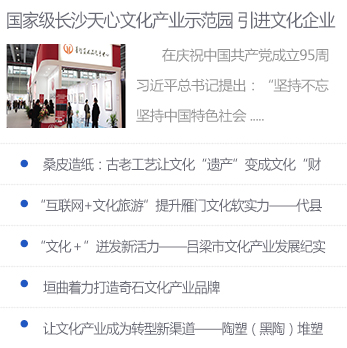 国家级长沙天心文化产业示范园 引进文化企业
在庆祝中国共产党成立95周
习近平总书记提出：“坚持不忘
坚持中国特色社会 .....
桑皮造纸：古老工艺让文化“遗产”变成文化“财
“互联网+文化旅游”提升雁门文化软实力——代县
“文化＋”迸发新活力——吕梁市文化产业发展纪实
垣曲着力打造奇石文化产业品牌
让文化产业成为转型新渠道——陶塑（黑陶）堆塑